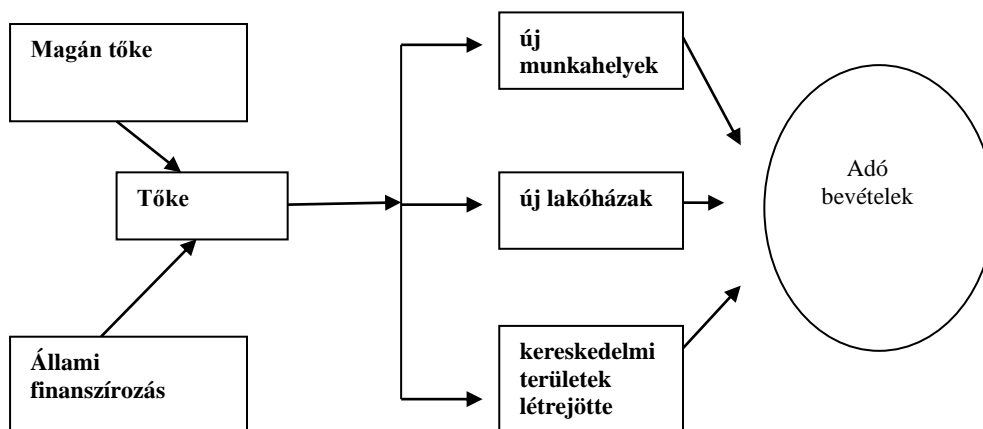 Magán tőke
Tőke
Állami
finanszírozás
új
munkahelyek
új lakóházak
kereskedelmi
területek
létrejötte
Adó
bevételek